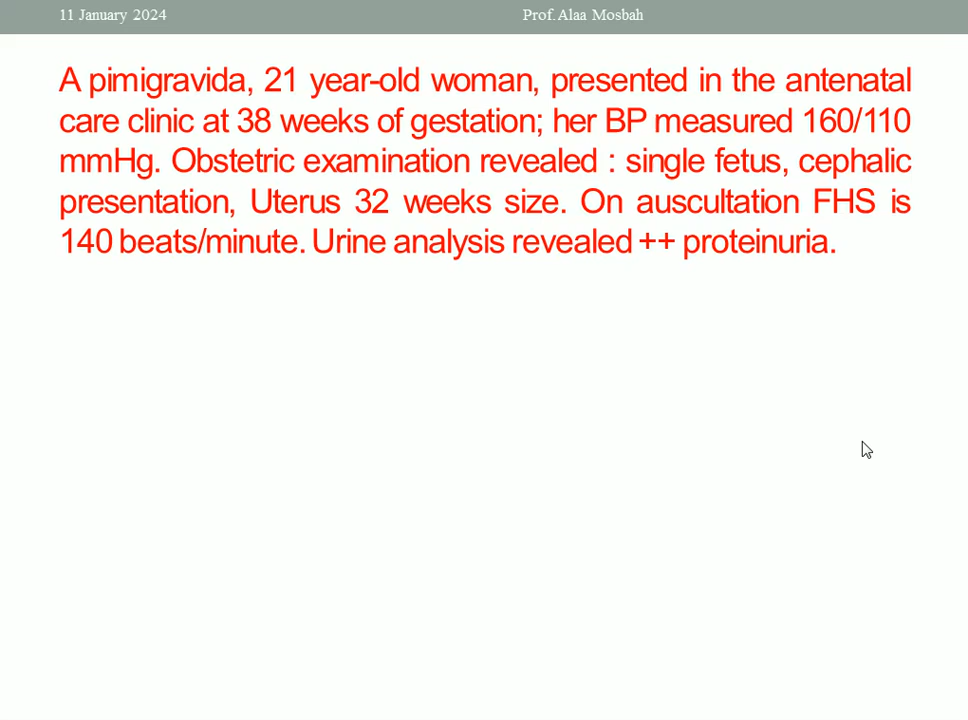 11 January 2024 Prof. Alaa Mosbah
A pimigravida, 21 year-old woman, presented in the antenatal
care clinic at 38 weeks of gestation; her BP measured 160/110
mmHg. Obstetric examination revealed : single fetus, cephalic
presentation, Uterus 32 weeks size. On auscultation FHS is
140 beats/minute. Urine analysis revealed ++ proteinuria.